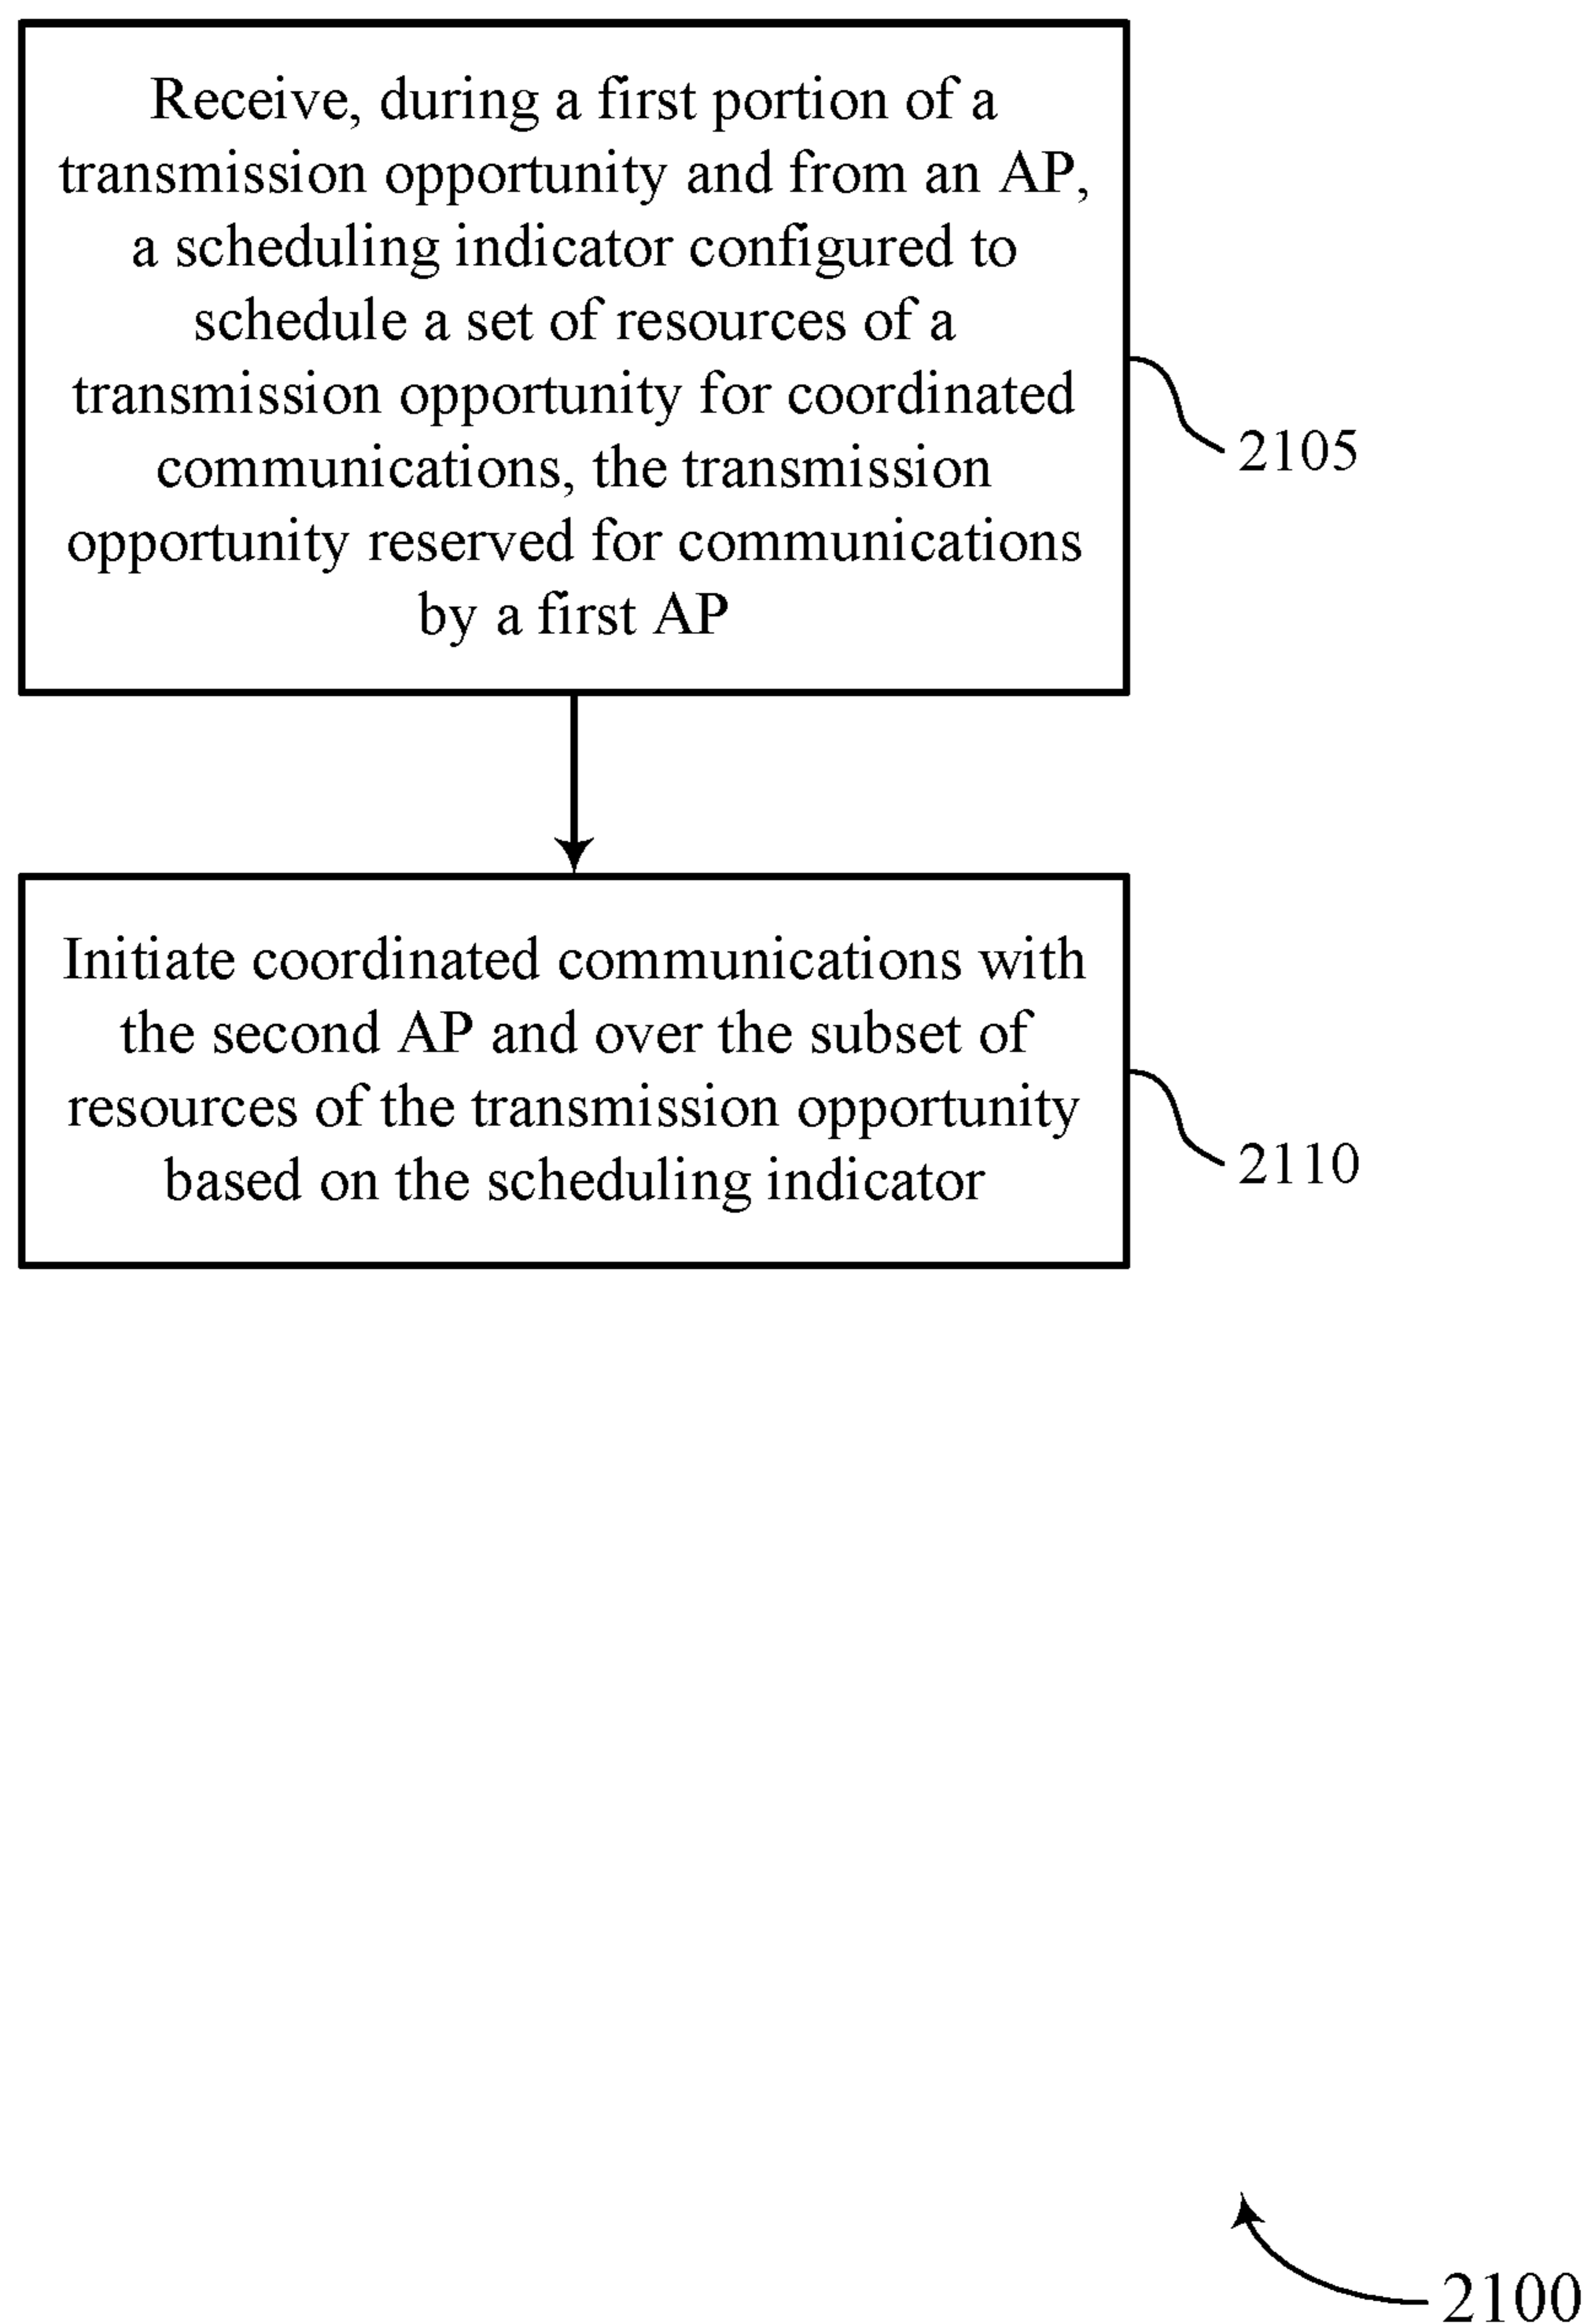 Receive, during a first portion of a
transmission opportunity and from an AP,
a scheduling indicator configured to
schedule a set of resources of a
transmission opportunity for coordinated
communications, the transmission
opportunity reserved for communications
by a first AP
2105
Initiate coordinated communications with
the second AP and over the subset of
resources of the transmission opportunity
based on the scheduling indicator
2110
2100